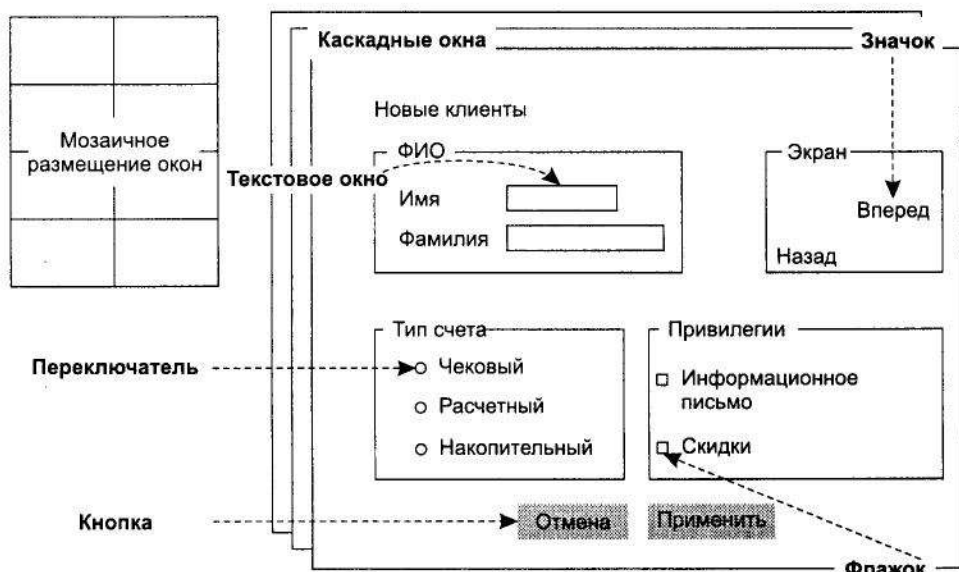 Каскадные окна
Значок
Новые клиенты
Мозаичное
размещение окон
ФИО
Текстовое окно
Имя
Фамилия
Экран
Вперед
Назад
Тип счета
Привилегии
Переключатель
Чековый
Расчетный
Накопительный
Информационное
письмо
Скидки
Кнопка
Отмена
Применить
Флажок